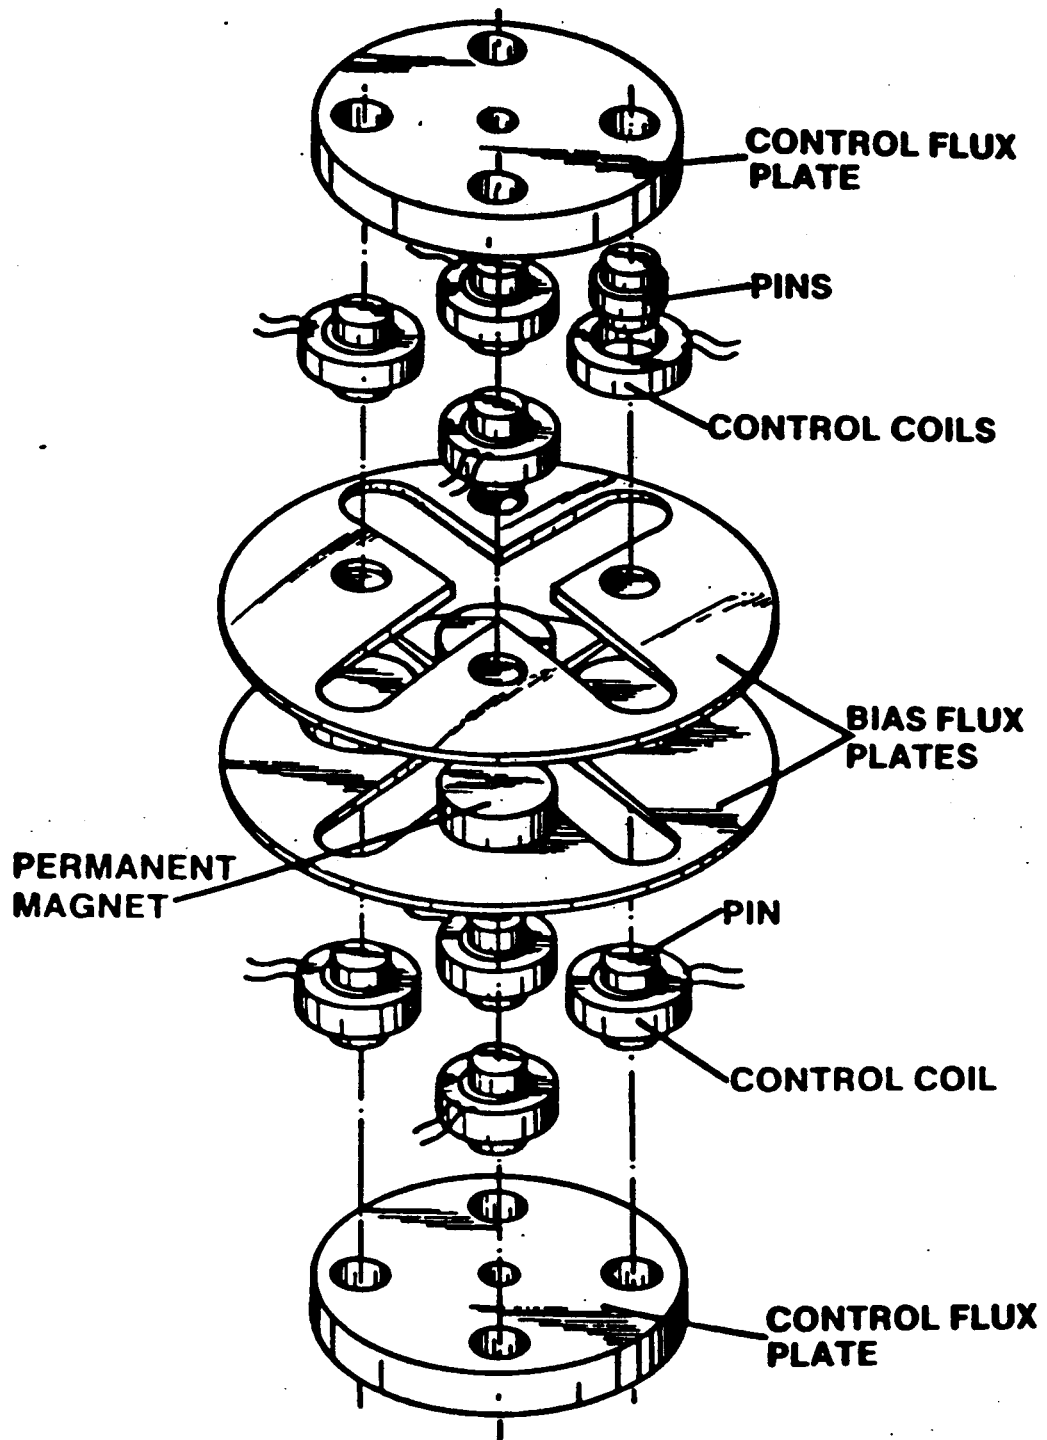 CONTROL FLUX
PLATE
PINS
CONTROL COILS
BIAS FLUX
PLATES
PERMANENT
MAGNET
PIN
CONTROL COIL
CONTROL FLUX
PLATE